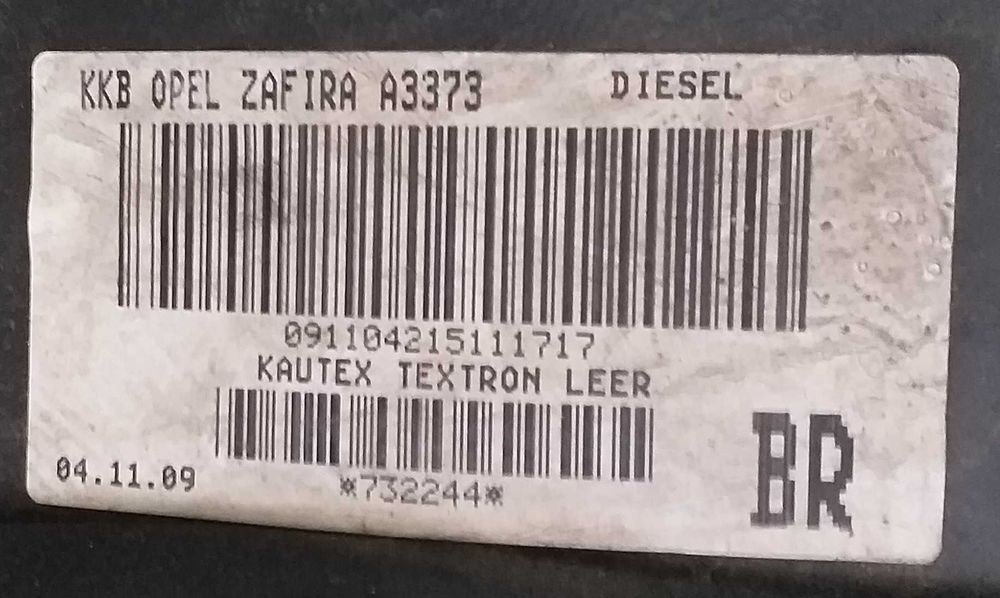 KKB OPEL ZAFIRA A3373 DIESEL
091104215111717
KAUTEX TEXTRON LEER
04.11.09
*732244*
BR